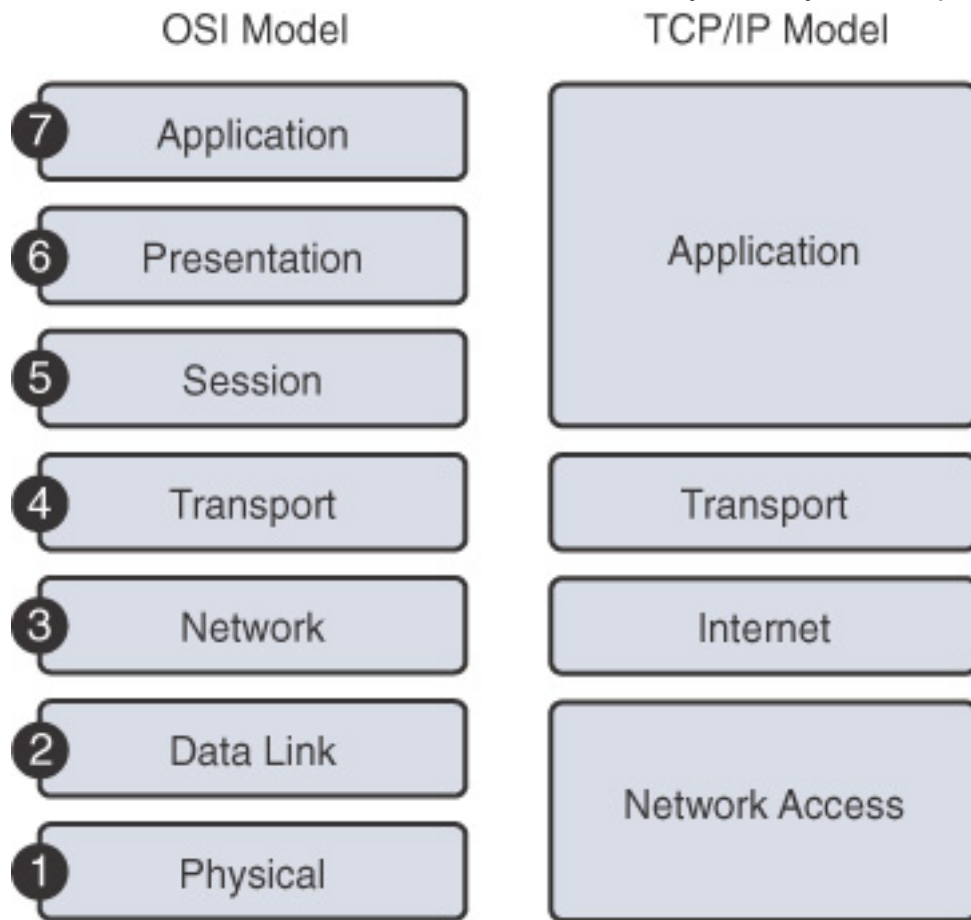 OSI Model
TCP/IP Model
7 Application
6 Presentation
5 Session
4 Transport
3 Network
2 Data Link
1 Physical
Application
Transport
Internet
Network Access